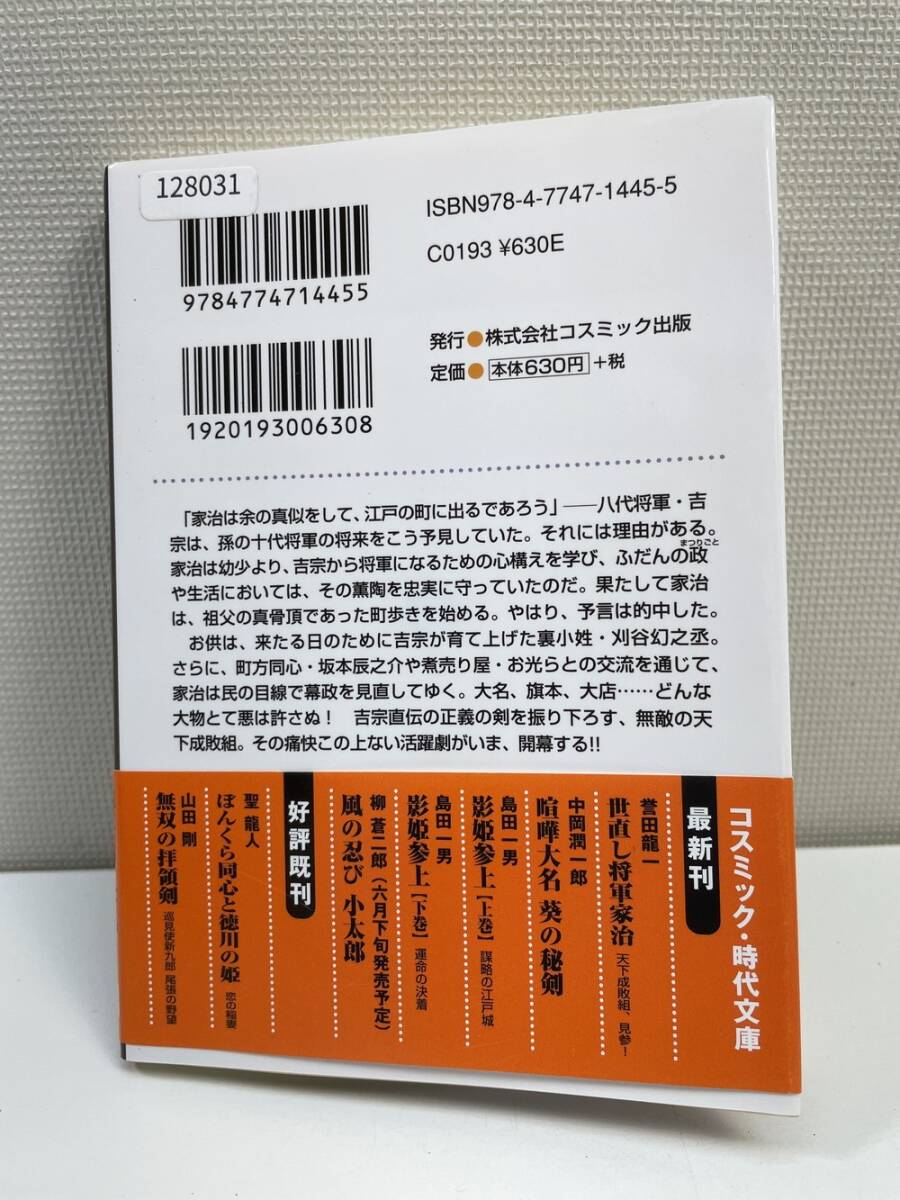 128031
ISBN978-4-7747-1445-5
C0193 ¥630E
9784774714455
発行●株式会社コスミック出版
定価●本体630円+税
1920193006308
「家治は余の真似をして、江戸の町に出るであろう」――八代将軍・吉
宗は、孫の十代将軍の将来をこう予見していた。それには理由がある。
まつりごと
家治は幼少より、吉宗から将軍になるための心構えを学び、ふだんの政
や生活においては、その薫陶を忠実に守っていたのだ。果たして家治
は、祖父の真骨頂であった町歩きを始める。やはり、予言は的中した。
お供は、来たる日のために吉宗が育て上げた裏小姓・刈谷幻之丞。
さらに、町方同心・坂本辰之介や煮売り屋・お光らとの交流を通じて、
家治は民の目線で幕政を見直してゆく。大名、旗本、大店……どんな
大物とて悪は許さぬ！　吉宗直伝の正義の剣を振り下ろす、無敵の天
下成敗組。その痛快この上ない活躍劇がいま、開幕する!!
コスミック・時代文庫
最新刊
誉田龍一
世直し将軍家治 天下成敗組、見参！
中岡潤一郎
喧嘩大名 葵の秘剣
島田一男
影姫参上【上巻】 謀略の江戸城
島田一男
影姫参上【下巻】 運命の決着
柳 蒼二郎（六月下旬発売予定）
風の忍び 小太郎
好評既刊
聖 龍人
ぼんくら同心と徳川の姫 恋の稲妻
山田 剛
無双の拝領剣 巡見使新九郎 尾張の野望